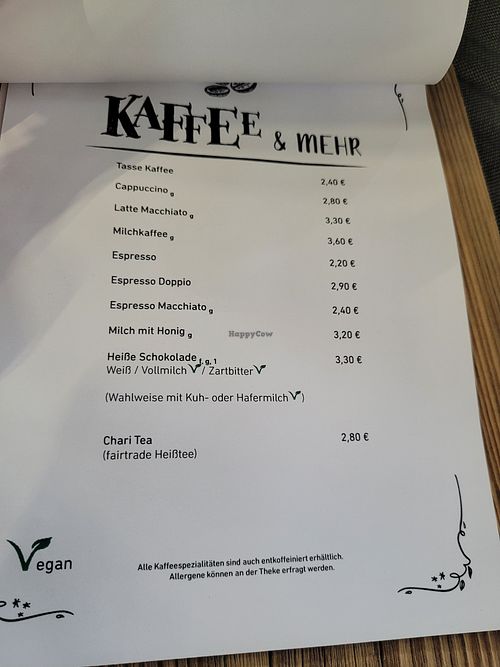 KAFFEE & MEHR
Tasse Kaffee 2,40 €
Cappuccino g 2,80 €
Latte Macchiato g 3,30 €
Milchkaffee g 3,60 €
Espresso 2,20 €
Espresso Doppio 2,90 €
Espresso Macchiato g 2,40 €
Milch mit Honig g 3,20 €
HappyCow
Heiße Schokolade f, g, 1 3,30 €
Weiß / Vollmilch V / Zartbitter V
(Wahlweise mit Kuh- oder Hafermilch V)
Chari Tea 2,80 €
(fairtrade Heißtee)
Vegan
Alle Kaffeespezialitäten sind auch entkoffeiniert erhältlich.
Allergene können an der Theke erfragt werden.